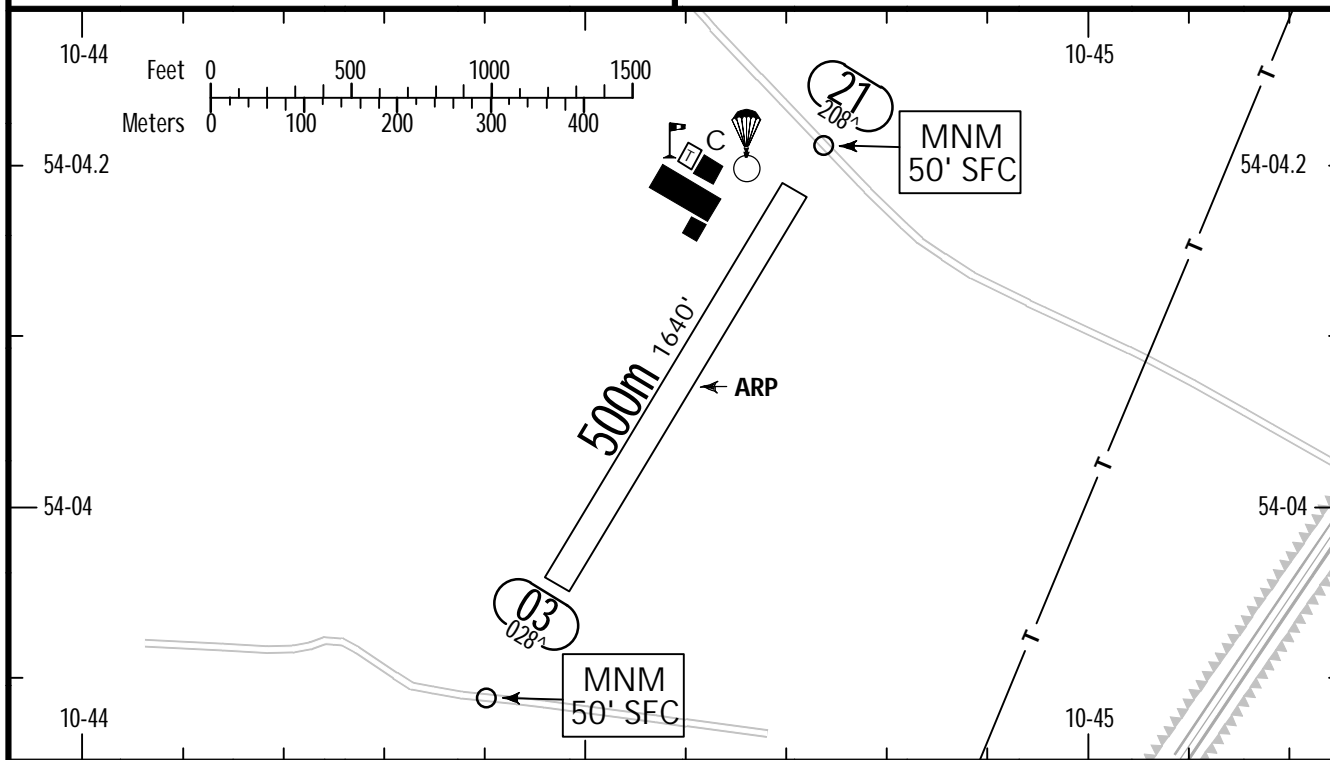 10-44
10-45
Feet 0 500 1000 1500
Meters 0 100 200 300 400
21
208^
MNM
50' SFC
C
T
54-04.2
54-04.2
T
T
500m 1640'
ARP
T
54-04
54-04
03
028^
T
MNM
50' SFC
10-44
10-45